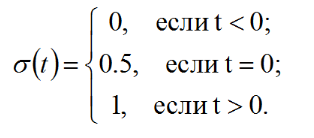 0, если t < 0;
σ(t) = { 0.5, если t = 0;
1, если t > 0.